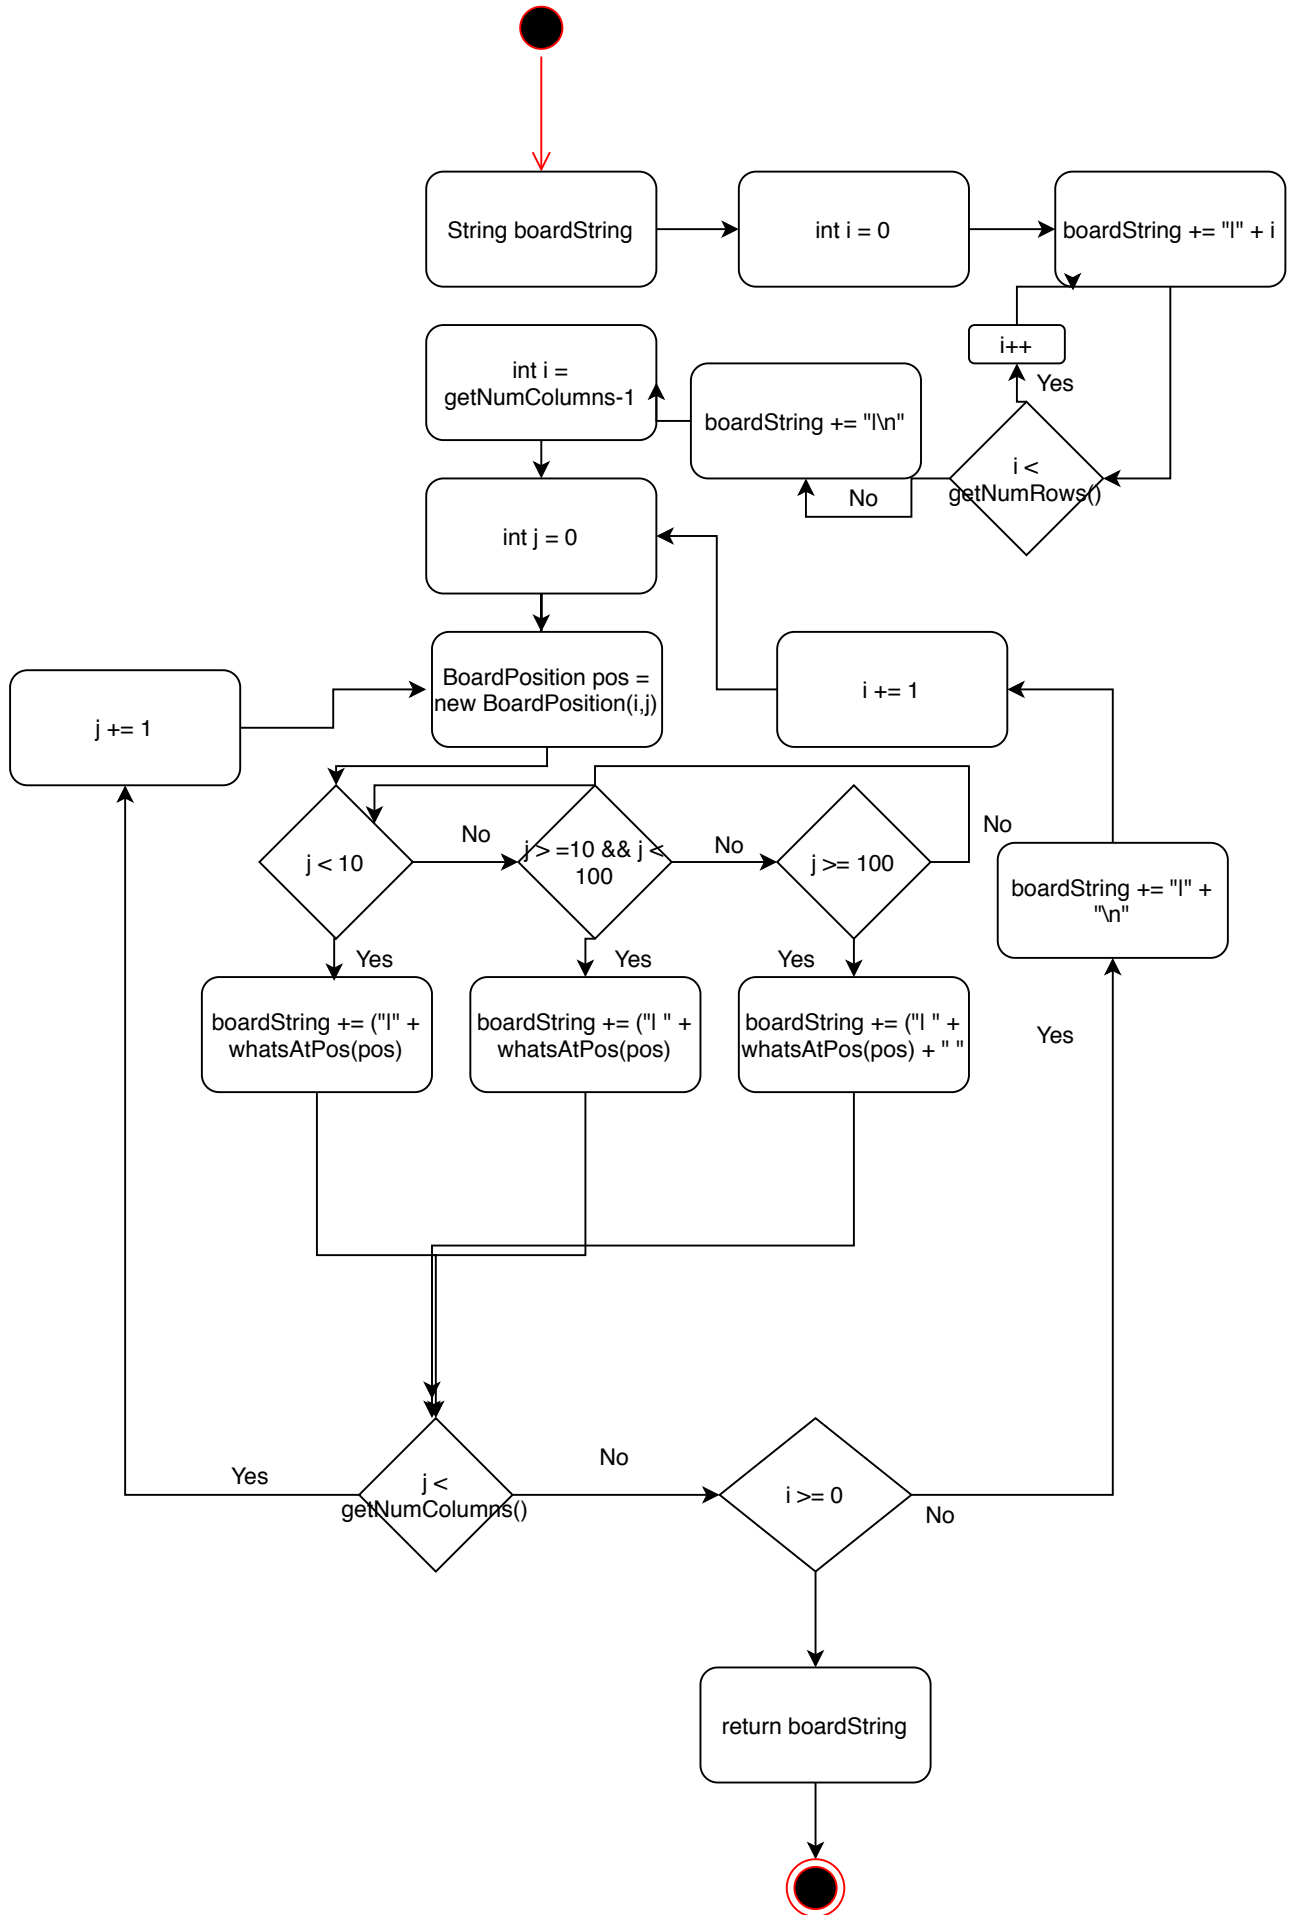 String boardString
int i = 0
boardString += "l" + i
int i =
getNumColumns-1
boardString += "l\n"
i++
Yes
i <
getNumRows()
No
int j = 0
BoardPosition pos =
new BoardPosition(i,j)
i += 1
j += 1
j < 10
No
j > =10 && j <
100
No
j >= 100
No
boardString += "l" +
"\n"
Yes
Yes
Yes
boardString += ("l" +
whatsAtPos(pos)
boardString += ("l " +
whatsAtPos(pos)
boardString += ("l " +
whatsAtPos(pos) + " "
Yes
Yes
j <
getNumColumns()
No
i >= 0
No
return boardString